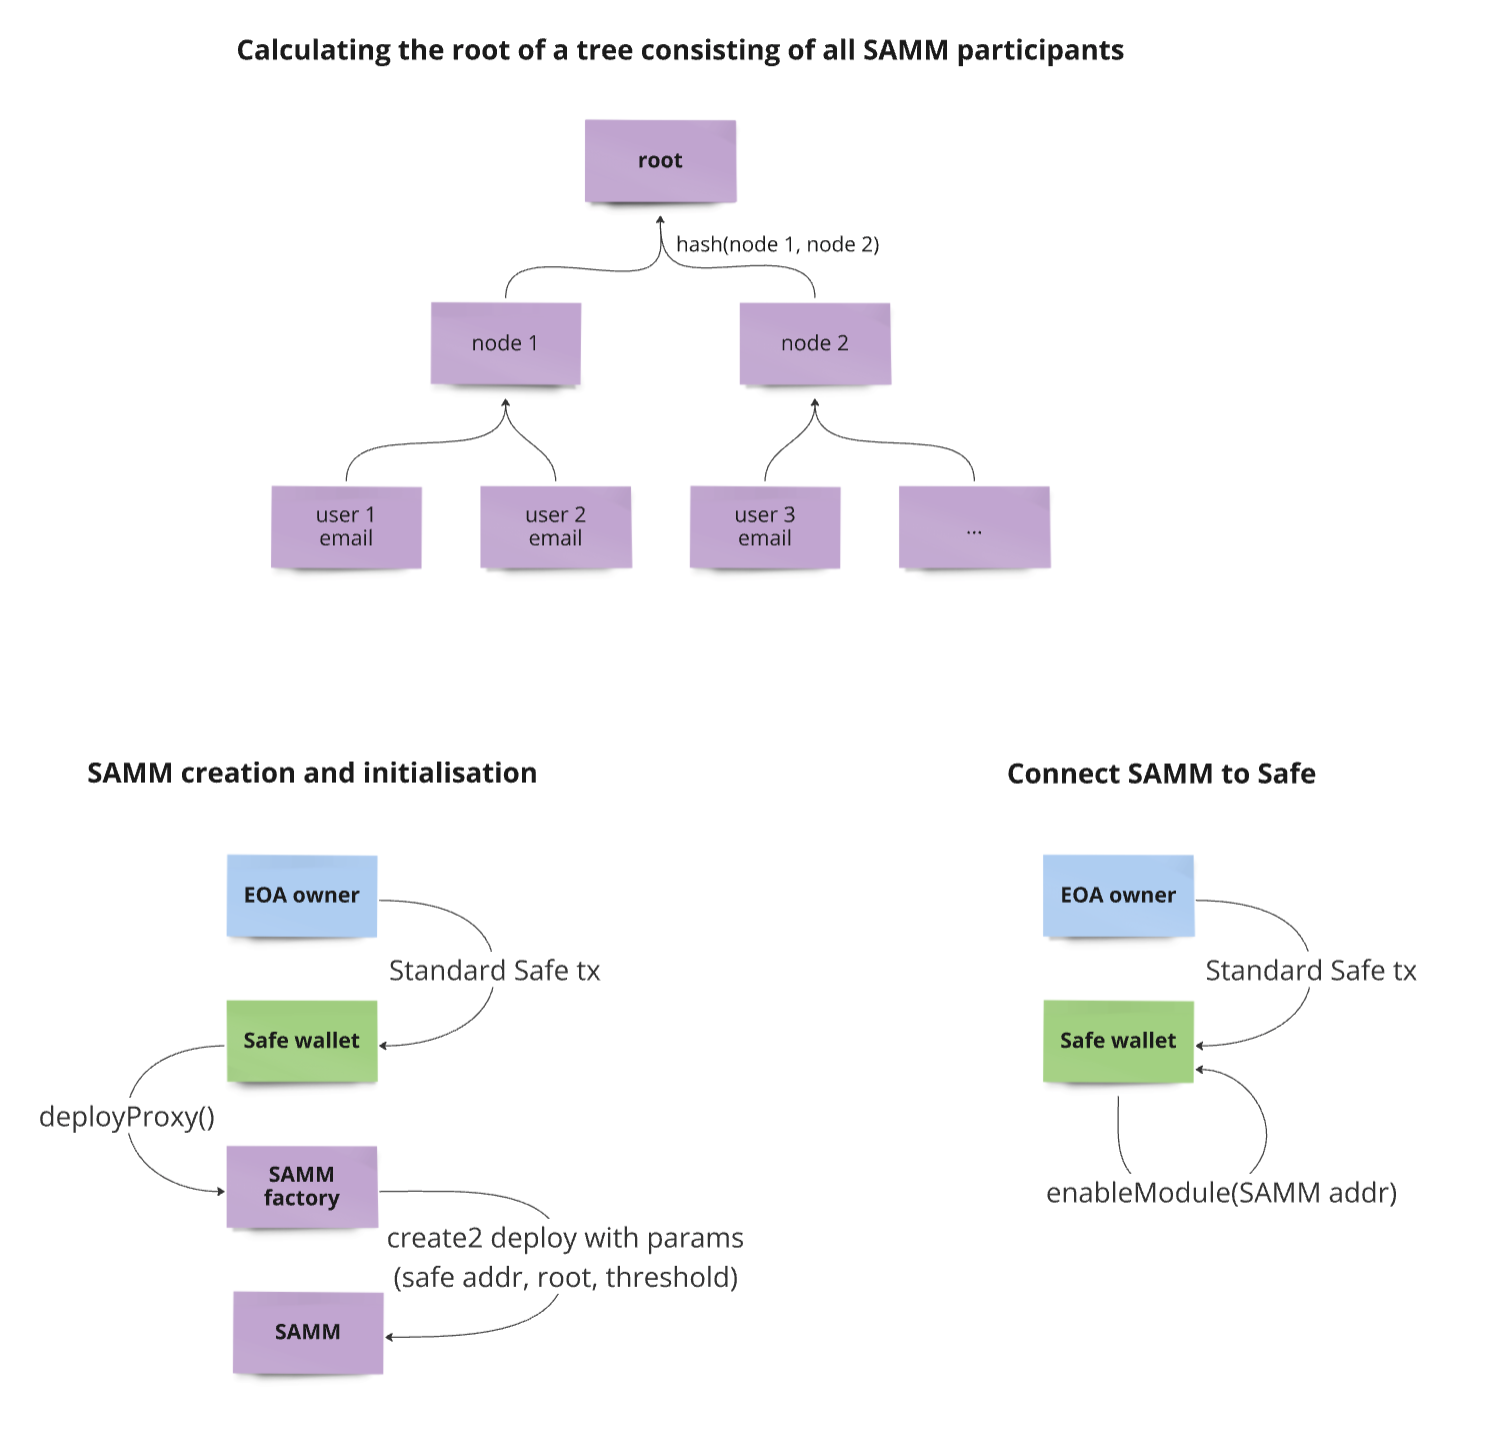 Calculating the root of a tree consisting of all SAMM participants
root
hash(node 1, node 2)
node 1
node 2
user 1
email
user 2
email
user 3
email
...
SAMM creation and initialisation
EOA owner
Standard Safe tx
Safe wallet
deployProxy()
SAMM
factory
create2 deploy with params
(safe addr, root, threshold)
SAMM
Connect SAMM to Safe
EOA owner
Standard Safe tx
Safe wallet
enableModule(SAMM addr)